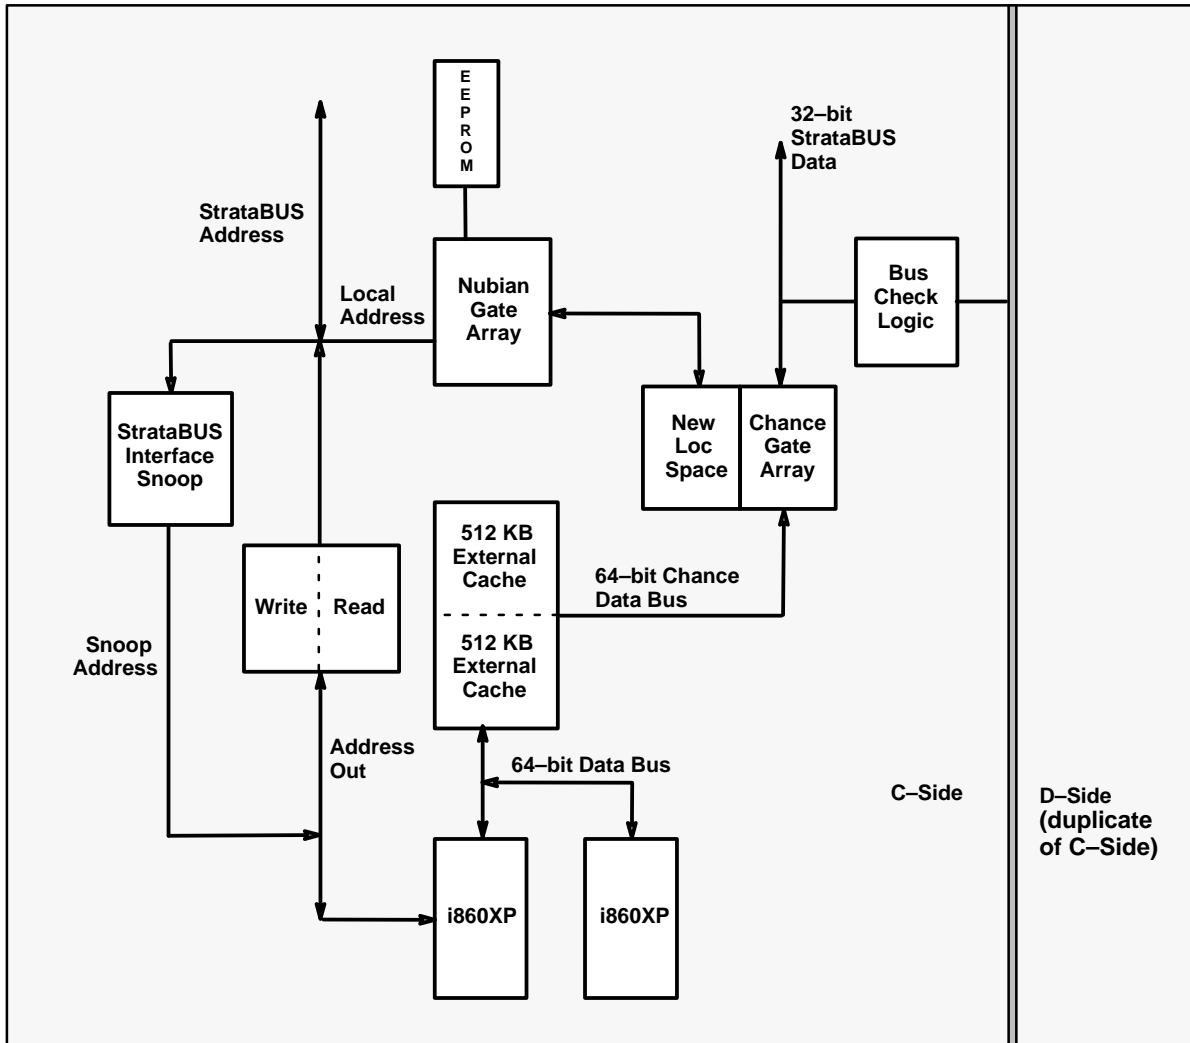 E
E
P
R
O
M
32–bit
StrataBUS
Data
StrataBUS
Address
Local
Address
Nubian
Gate
Array
Bus
Check
Logic
StrataBUS
Interface
Snoop
New
Loc
Space
Chance
Gate
Array
512 KB
External
Cache
64–bit Chance
Data Bus
Write
Read
Snoop
Address
512 KB
External
Cache
Address
Out
64–bit Data Bus
C–Side
D–Side
(duplicate
of C–Side)
i860XP
i860XP